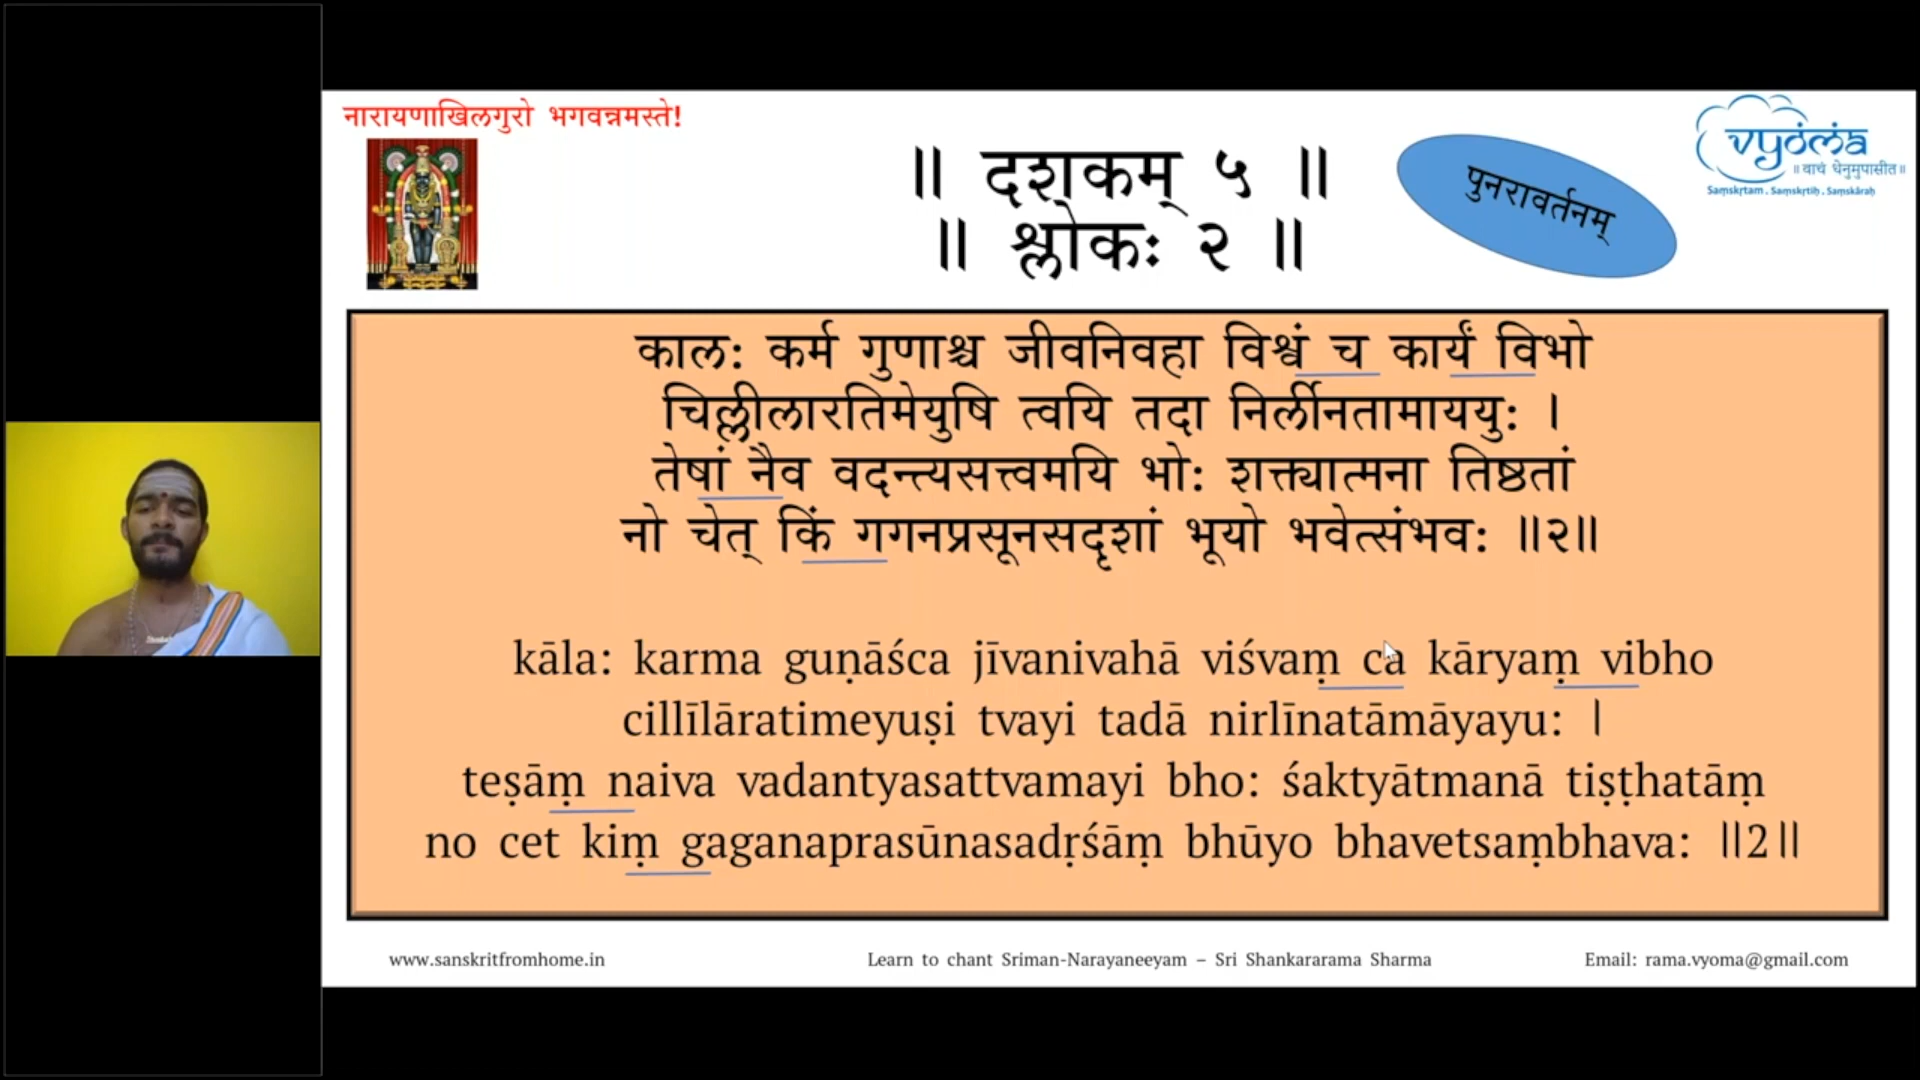 नारायणाखिलगुरो भगवन्नमस्ते!
॥ दशकम् ५ ॥
॥ श्लोकः २ ॥
पुनरावर्तनम्
vyoma
॥ वाचं धेनुमुपासीत॥
Saṃskṛtam . Saṃskṛtiḥ . Saṃskāraḥ
कालः कर्म गुणाश्च जीवनिवहा विश्वं च कार्यं विभो
चिल्लीलारतिमेयुषि त्वयि तदा निर्लीनतामाययुः ।
तेषां नैव वदन्त्यसत्त्वमयि भोः शक्त्यात्मना तिष्ठतां
नो चेत् किं गगनप्रसूनसदृशां भूयो भवेत्संभवः ॥२॥
kāla: karma guṇāśca jīvanivahā viśvaṃ ca kāryaṃ vibho
cillīlāratimeyuṣi tvayi tadā nirlīnatāmāyayu: ।
teṣāṃ naiva vadantyasattvamayi bho: śaktyātmanā tiṣṭhatāṃ
no cet kiṃ gaganaprasūnasadṛśāṃ bhūyo bhavetsaṃbhava: ॥2॥
www.sanskritfromhome.in
Learn to chant Sriman-Narayaneeyam – Sri Shankararama Sharma
Email: rama.vyoma@gmail.com